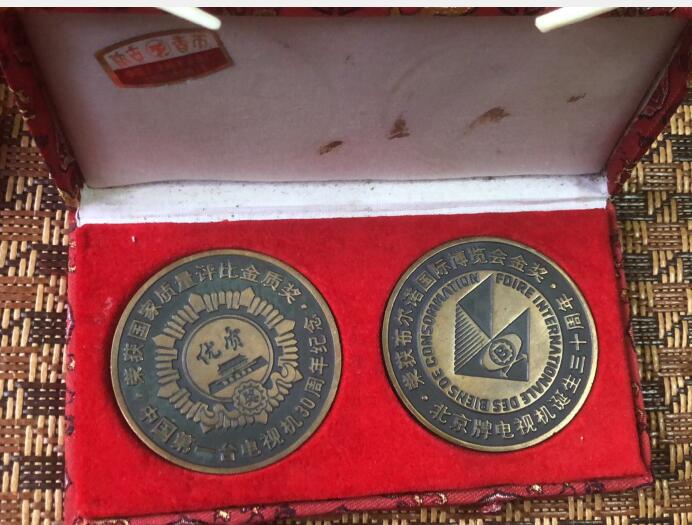 荣获国家质量评比金质奖
优质
中国第一台电视机30周年纪念
荣获布尔诺国际博览会金奖
FOIRE INTERNATIONALE DES BIENS DE CONSOMMATION
北京牌电视机诞生三十周年